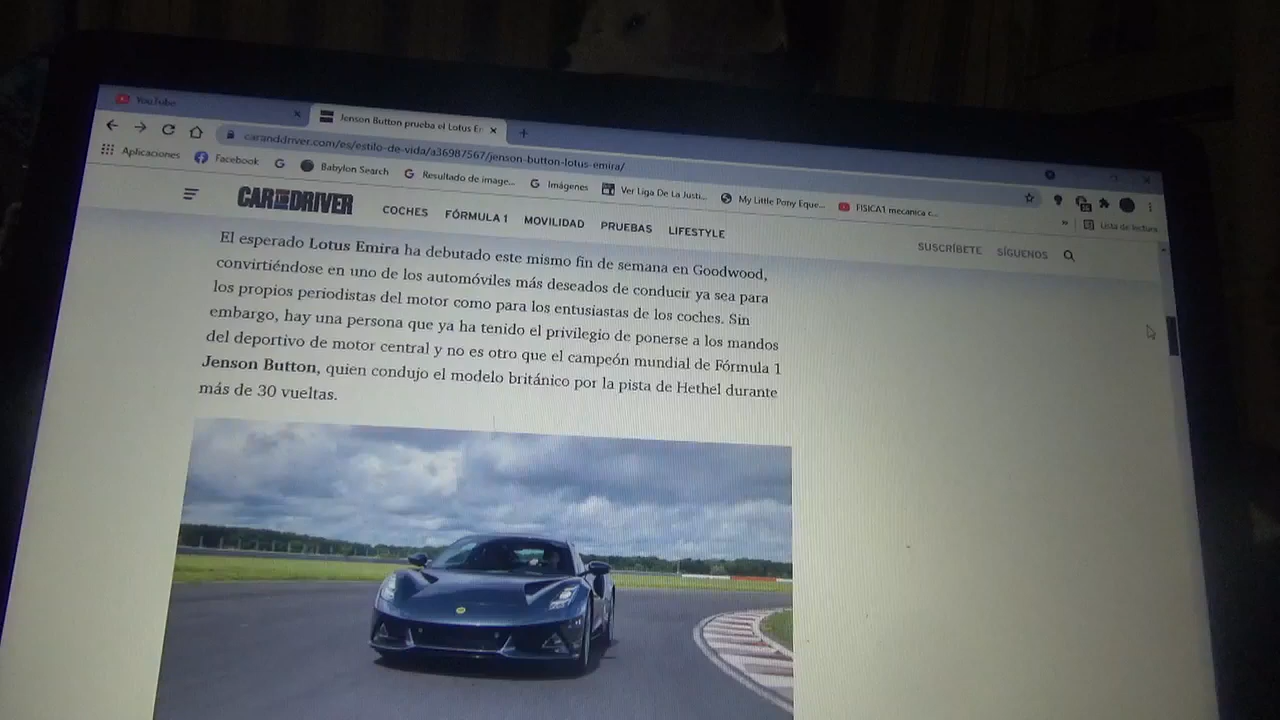 YouTube
Jenson Button prueba el Lotus Em
caranddriver.com/es/estilo-de-vida/a36987567/jenson-button-lotus-emira/
Aplicaciones Facebook Babylon Search Resultado de image... Imágenes Ver Liga De La Justi... My Little Pony Eque... FISICA1 mecanica c... » Lista de lectura
CAR AND DRIVER COCHES FÓRMULA 1 MOVILIDAD PRUEBAS LIFESTYLE SUSCRÍBETE SÍGUENOS
El esperado Lotus Emira ha debutado este mismo fin de semana en Goodwood,
convirtiéndose en uno de los automóviles más deseados de conducir ya sea para
los propios periodistas del motor como para los entusiastas de los coches. Sin
embargo, hay una persona que ya ha tenido el privilegio de ponerse a los mandos
del deportivo de motor central y no es otro que el campeón mundial de Fórmula 1
Jenson Button, quien condujo el modelo británico por la pista de Hethel durante
más de 30 vueltas.